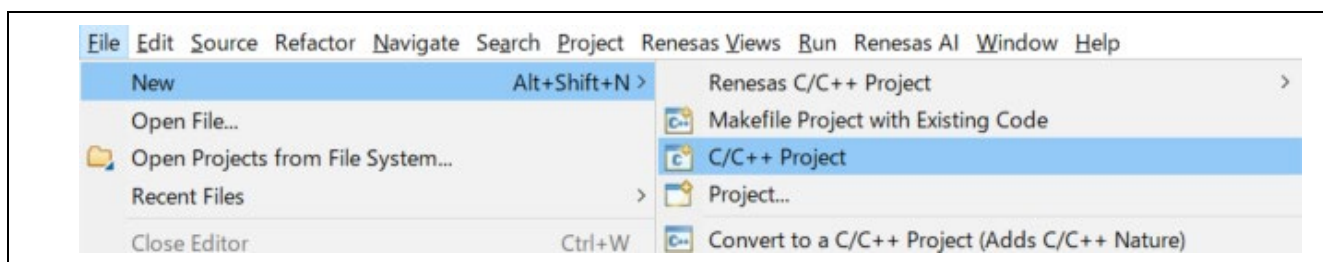 File Edit Source Refactor Navigate Search Project Renesas Views Run Renesas AI Window Help
New Alt+Shift+N >
Open File...
Open Projects from File System...
Recent Files >
Close Editor Ctrl+W
Renesas C/C++ Project >
Makefile Project with Existing Code
C/C++ Project
Project...
Convert to a C/C++ Project (Adds C/C++ Nature)